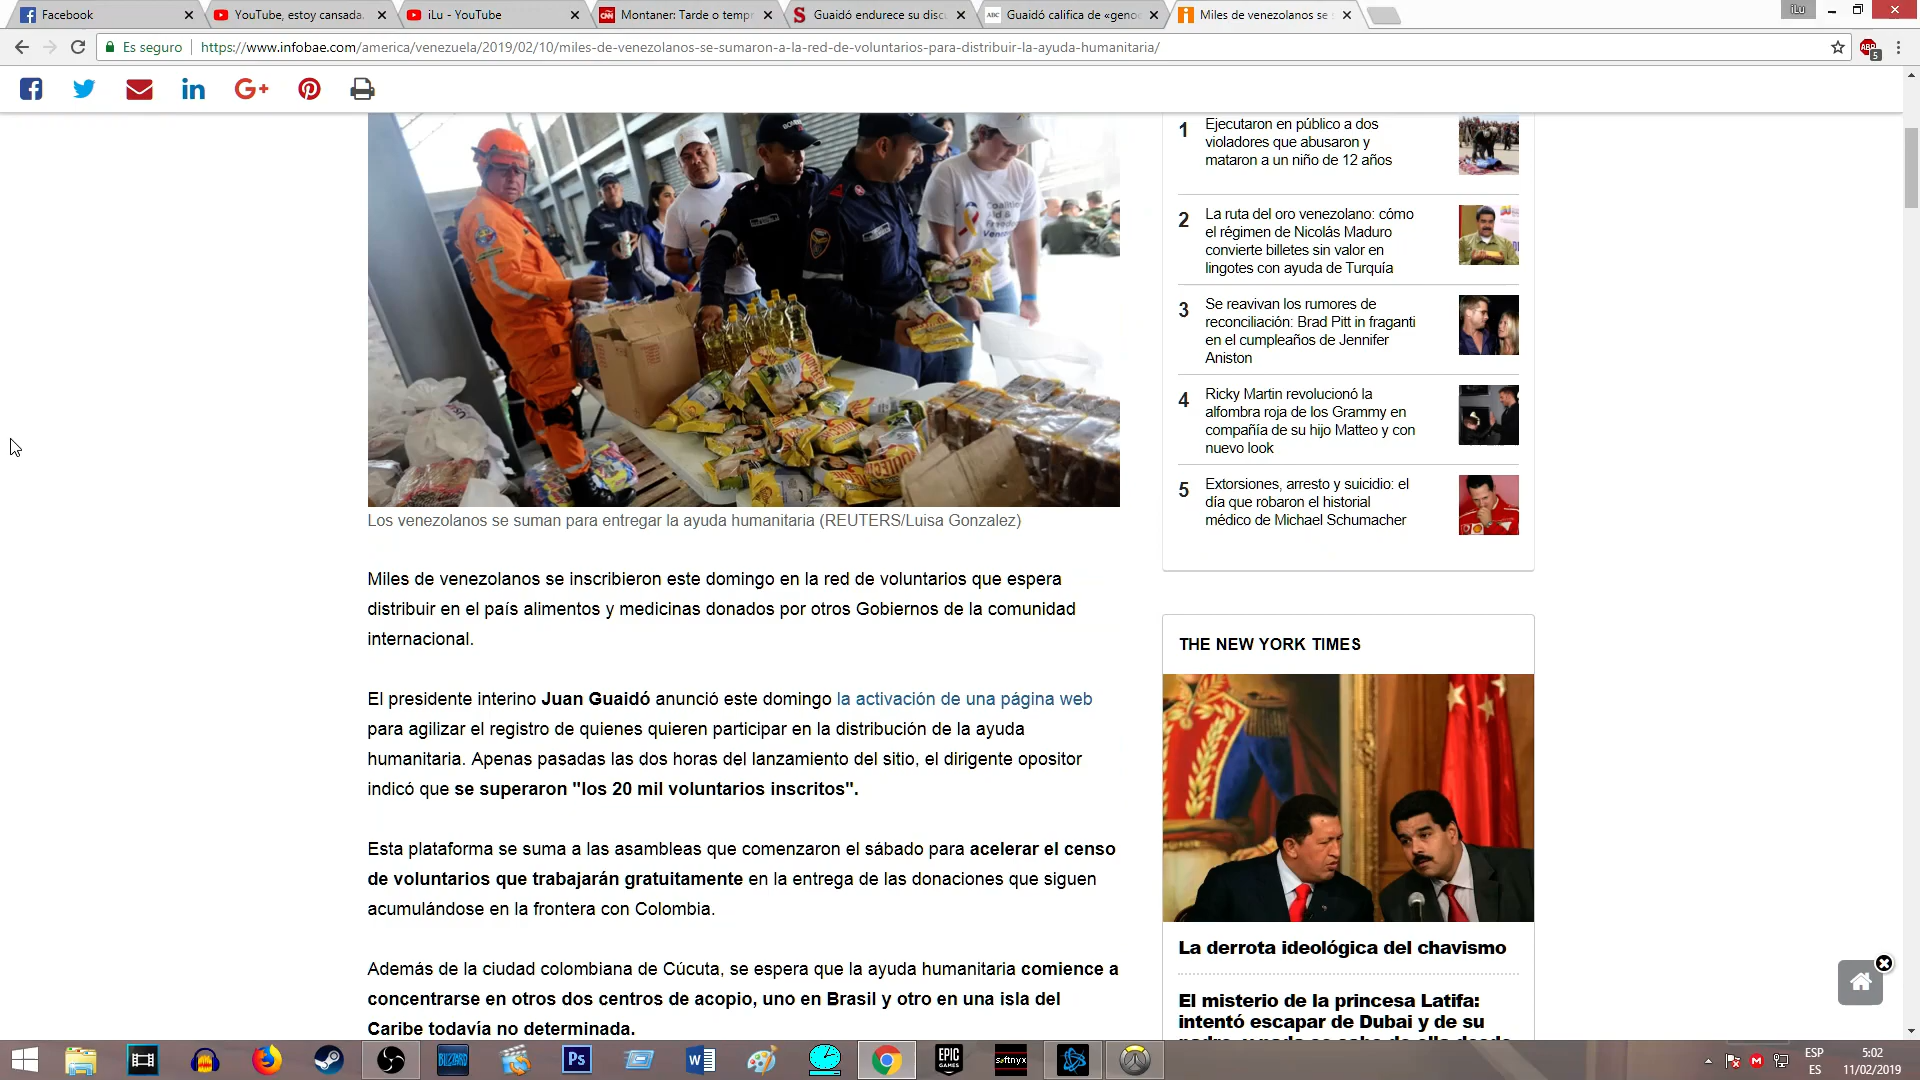 Facebook
YouTube, estoy cansada.
iLu - YouTube
Montaner: Tarde o tempr
Guaidó endurece su discu
Guaidó califica de «geno
Miles de venezolanos se s
iLu
Es seguro
https://www.infobae.com/america/venezuela/2019/02/10/miles-de-venezolanos-se-sumaron-a-la-red-de-voluntarios-para-distribuir-la-ayuda-humanitaria/
ABP
5
Los venezolanos se suman para entregar la ayuda humanitaria (REUTERS/Luisa Gonzalez)
Miles de venezolanos se inscribieron este domingo en la red de voluntarios que espera
distribuir en el país alimentos y medicinas donados por otros Gobiernos de la comunidad
internacional.
El presidente interino Juan Guaidó anunció este domingo la activación de una página web
para agilizar el registro de quienes quieren participar en la distribución de la ayuda
humanitaria. Apenas pasadas las dos horas del lanzamiento del sitio, el dirigente opositor
indicó que se superaron "los 20 mil voluntarios inscritos".
Esta plataforma se suma a las asambleas que comenzaron el sábado para acelerar el censo
de voluntarios que trabajarán gratuitamente en la entrega de las donaciones que siguen
acumulándose en la frontera con Colombia.
Además de la ciudad colombiana de Cúcuta, se espera que la ayuda humanitaria comience a
concentrarse en otros dos centros de acopio, uno en Brasil y otro en una isla del
Caribe todavía no determinada.
1 Ejecutaron en público a dos
violadores que abusaron y
mataron a un niño de 12 años
2 La ruta del oro venezolano: cómo
el régimen de Nicolás Maduro
convierte billetes sin valor en
lingotes con ayuda de Turquía
3 Se reavivan los rumores de
reconciliación: Brad Pitt in fraganti
en el cumpleaños de Jennifer
Aniston
4 Ricky Martin revolucionó la
alfombra roja de los Grammy en
compañía de su hijo Matteo y con
nuevo look
5 Extorsiones, arresto y suicidio: el
día que robaron el historial
médico de Michael Schumacher
THE NEW YORK TIMES
La derrota ideológica del chavismo
El misterio de la princesa Latifa:
intentó escapar de Dubai y de su
ESP
ES
5:02
11/02/2019